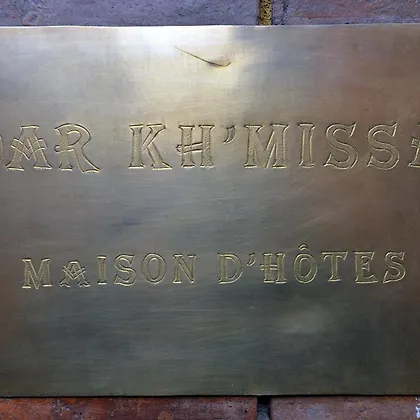 DAR KH'MISSA
MAISON D'HÔTES